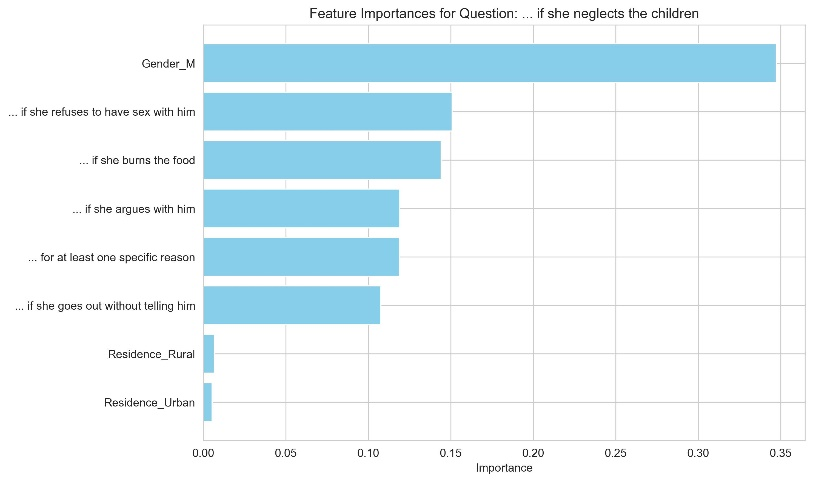 Feature Importances for Question: ... if she neglects the children
Gender_M
... if she refuses to have sex with him
... if she burns the food
... if she argues with him
... for at least one specific reason
... if she goes out without telling him
Residence_Rural
Residence_Urban
0.00 0.05 0.10 0.15 0.20 0.25 0.30 0.35
Importance